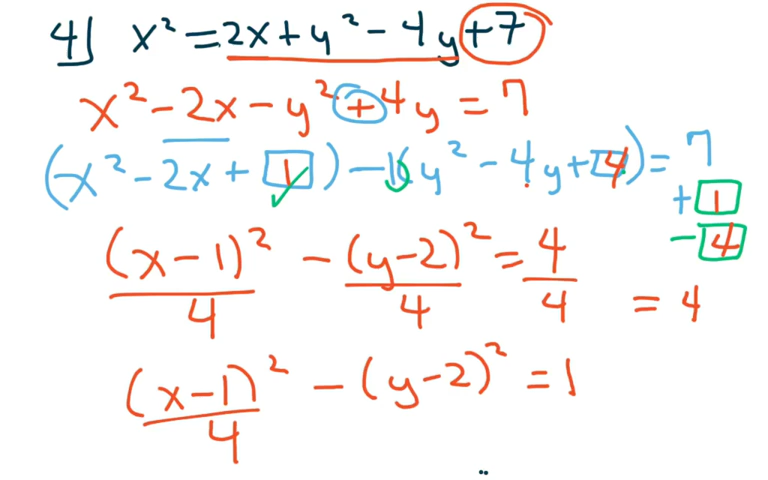 4) x² = 2x + y² - 4y + 7
x² - 2x - y² + 4y = 7
(x² - 2x + 1) - 1(y² - 4y + 4) = 7
+ 1
- 4
(x-1)²/4 - (y-2)²/4 = 4/4 = 4
(x-1)²/4 - (y-2)² = 1